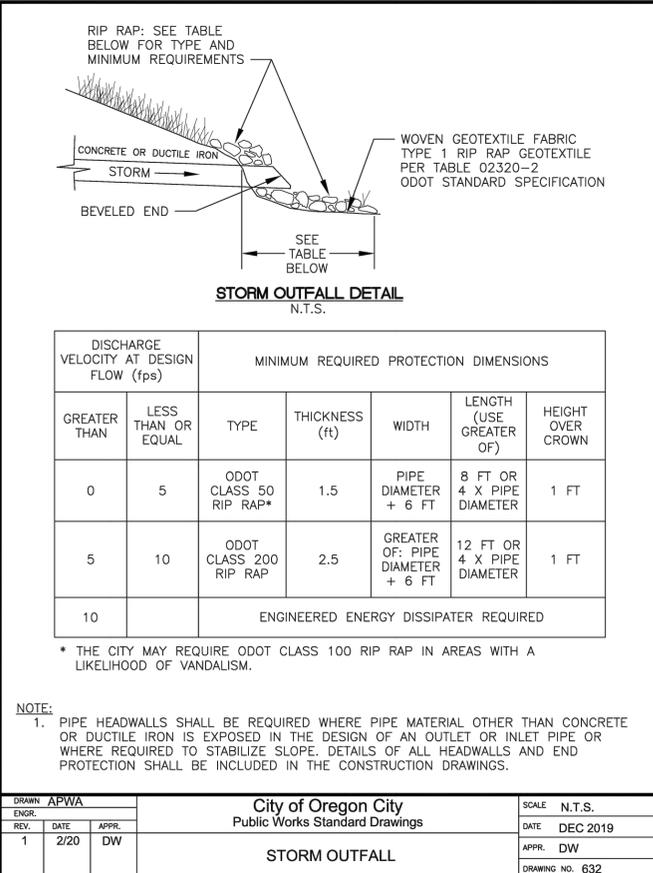 RIP RAP: SEE TABLE
BELOW FOR TYPE AND
MINIMUM REQUIREMENTS
CONCRETE OR DUCTILE IRON
STORM
BEVELED END
WOVEN GEOTEXTILE FABRIC
TYPE 1 RIP RAP GEOTEXTILE
PER TABLE 02320-2
ODOT STANDARD SPECIFICATION
SEE
TABLE
BELOW
STORM OUTFALL DETAIL
N.T.S.
DISCHARGE
VELOCITY AT DESIGN
FLOW (fps)
MINIMUM REQUIRED PROTECTION DIMENSIONS
GREATER
THAN
LESS
THAN OR
EQUAL
TYPE
THICKNESS
(ft)
WIDTH
LENGTH
(USE
GREATER
OF)
HEIGHT
OVER
CROWN
0
5
ODOT
CLASS 50
RIP RAP*
1.5
PIPE
DIAMETER
+ 6 FT
8 FT OR
4 X PIPE
DIAMETER
1 FT
5
10
ODOT
CLASS 200
RIP RAP
2.5
GREATER
OF: PIPE
DIAMETER
+ 6 FT
12 FT OR
4 X PIPE
DIAMETER
1 FT
10
ENGINEERED ENERGY DISSIPATER REQUIRED
* THE CITY MAY REQUIRE ODOT CLASS 100 RIP RAP IN AREAS WITH A
LIKELIHOOD OF VANDALISM.
NOTE:
1. PIPE HEADWALLS SHALL BE REQUIRED WHERE PIPE MATERIAL OTHER THAN CONCRETE
OR DUCTILE IRON IS EXPOSED IN THE DESIGN OF AN OUTLET OR INLET PIPE OR
WHERE REQUIRED TO STABILIZE SLOPE. DETAILS OF ALL HEADWALLS AND END
PROTECTION SHALL BE INCLUDED IN THE CONSTRUCTION DRAWINGS.
DRAWN APWA
ENGR.
REV. DATE APPR.
1 2/20 DW
City of Oregon City
Public Works Standard Drawings
STORM OUTFALL
SCALE N.T.S.
DATE DEC 2019
APPR. DW
DRAWING NO. 632